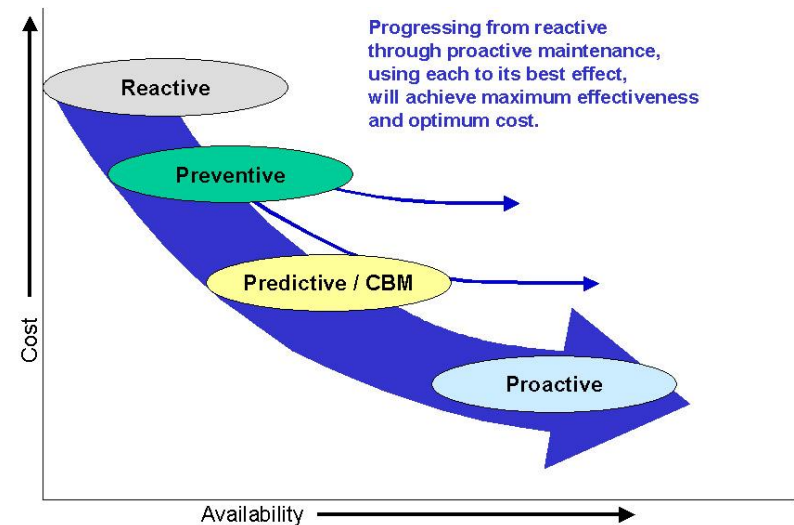 Progressing from reactive
through proactive maintenance,
using each to its best effect,
will achieve maximum effectiveness
and optimum cost.
Reactive
Preventive
Predictive / CBM
Proactive
Cost
Availability